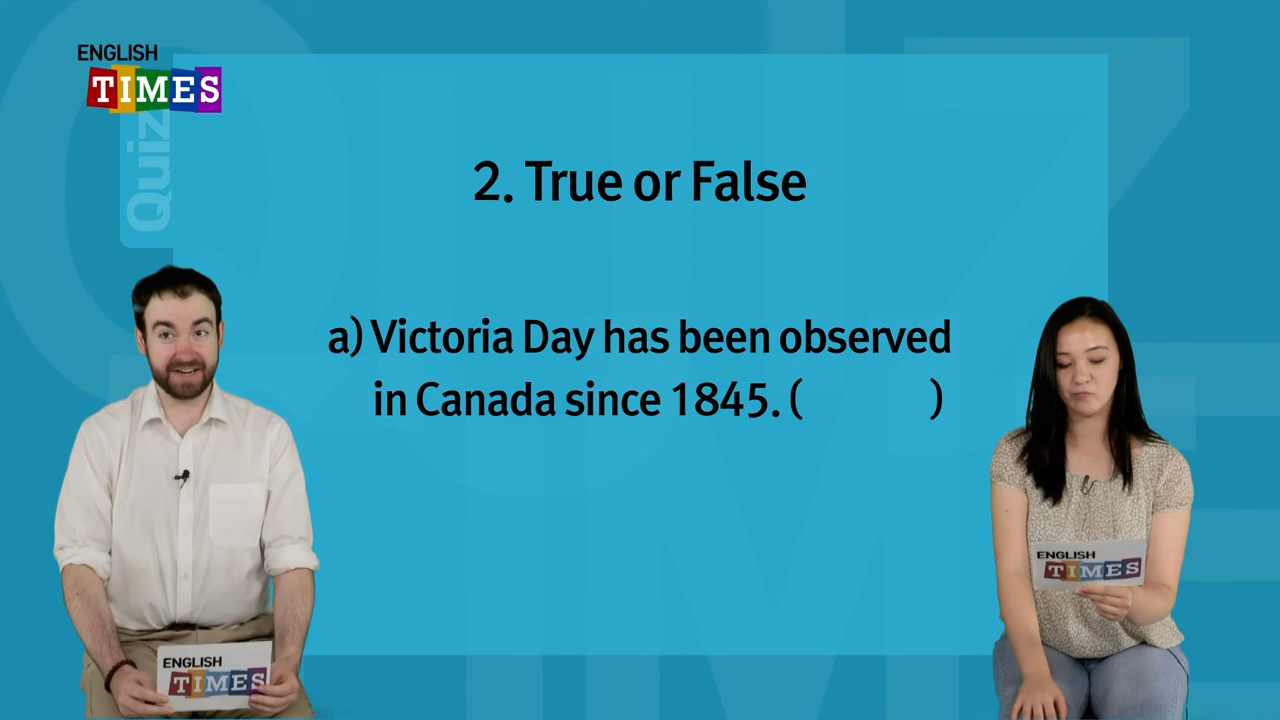 ENGLISH
TIMES
Quiz
2. True or False
a) Victoria Day has been observed
in Canada since 1845. ( )
ENGLISH
TIMES
ENGLISH
TIMES